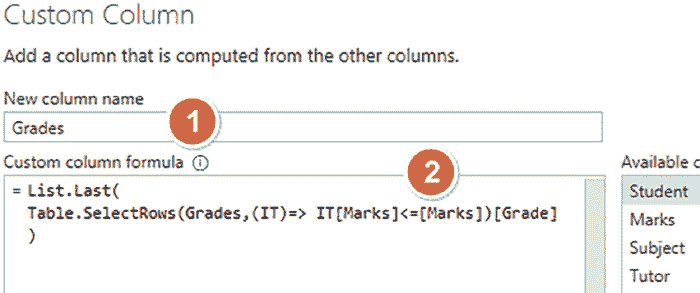 Custom Column
Add a column that is computed from the other columns.
New column name
1
Grades
Custom column formula
2
= List.Last(
Table.SelectRows(Grades,(IT)=> IT[Marks]<=[Marks])[Grade]
)
Available c
Student
Marks
Subject
Tutor